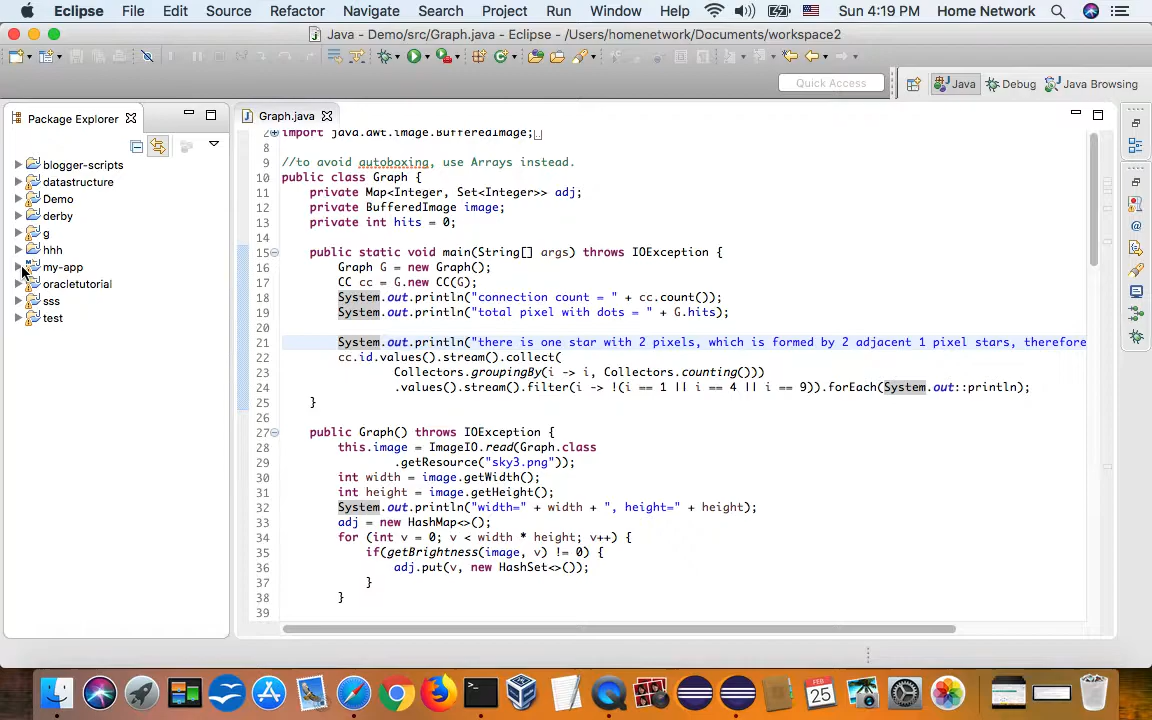 Eclipse File Edit Source Refactor Navigate Search Project Run Window Help Sun 4:19 PM Home Network
Java - Demo/src/Graph.java - Eclipse - /Users/homenetwork/Documents/workspace2
Quick Access Java Debug Java Browsing
Package Explorer
blogger-scripts
datastructure
Demo
derby
g
hhh
my-app
oracletutorial
sss
test
Graph.java
2 import java.awt.image.BufferedImage;
8
9 //to avoid autoboxing, use Arrays instead.
10 public class Graph {
11 private Map<Integer, Set<Integer>> adj;
12 private BufferedImage image;
13 private int hits = 0;
14
15 public static void main(String[] args) throws IOException {
16 Graph G = new Graph();
17 CC cc = G.new CC(G);
18 System.out.println("connection count = " + cc.count());
19 System.out.println("total pixel with dots = " + G.hits);
20
21 System.out.println("there is one star with 2 pixels, which is formed by 2 adjacent 1 pixel stars, therefore
22 cc.id.values().stream().collect(
23 Collectors.groupingBy(i -> i, Collectors.counting()))
24 .values().stream().filter(i -> !(i == 1 || i == 4 || i == 9)).forEach(System.out::println);
25 }
26
27 public Graph() throws IOException {
28 this.image = ImageIO.read(Graph.class
29 .getResource("sky3.png"));
30 int width = image.getWidth();
31 int height = image.getHeight();
32 System.out.println("width=" + width + ", height=" + height);
33 adj = new HashMap<>();
34 for (int v = 0; v < width * height; v++) {
35 if(getBrightness(image, v) != 0) {
36 adj.put(v, new HashSet<>());
37 }
38 }
39
FEB
25